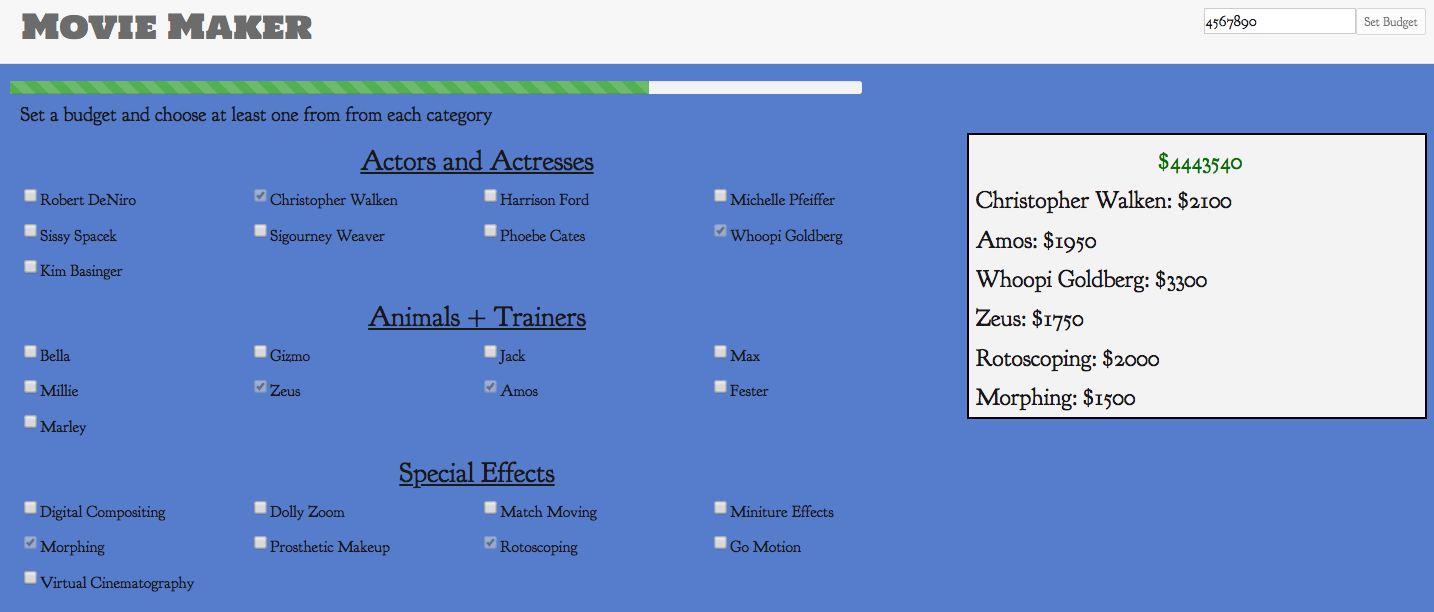 Movie Maker
4567890 Set Budget
Set a budget and choose at least one from from each category
Actors and Actresses
Robert DeNiro Christopher Walken Harrison Ford Michelle Pfeiffer
Sissy Spacek Sigourney Weaver Phoebe Cates Whoopi Goldberg
Kim Basinger
Animals + Trainers
Bella Gizmo Jack Max
Millie Zeus Amos Fester
Marley
Special Effects
Digital Compositing Dolly Zoom Match Moving Miniture Effects
Morphing Prosthetic Makeup Rotoscoping Go Motion
Virtual Cinematography
$4443540
Christopher Walken: $2100
Amos: $1950
Whoopi Goldberg: $3300
Zeus: $1750
Rotoscoping: $2000
Morphing: $1500